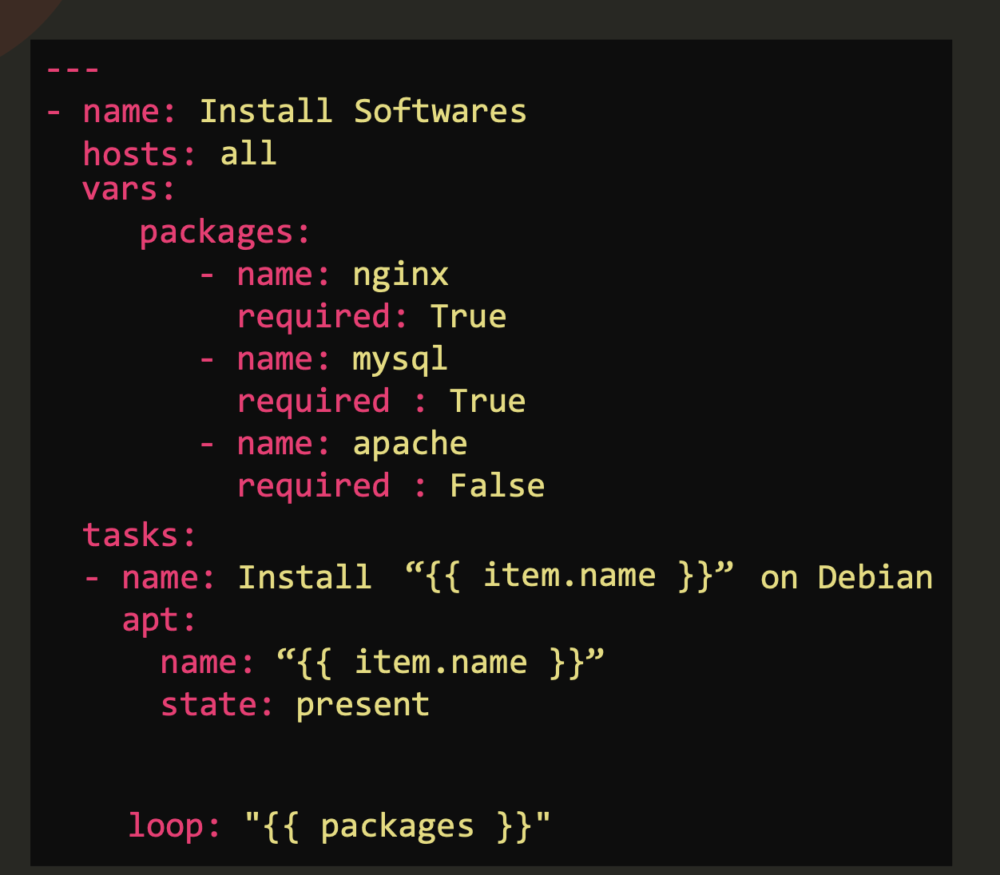 ---
- name: Install Softwares
  hosts: all
  vars:
     packages:
        - name: nginx
          required: True
        - name: mysql
          required : True
        - name: apache
          required : False
  tasks:
  - name: Install “{{ item.name }}” on Debian
    apt:
      name: “{{ item.name }}”
      state: present
    loop: "{{ packages }}"